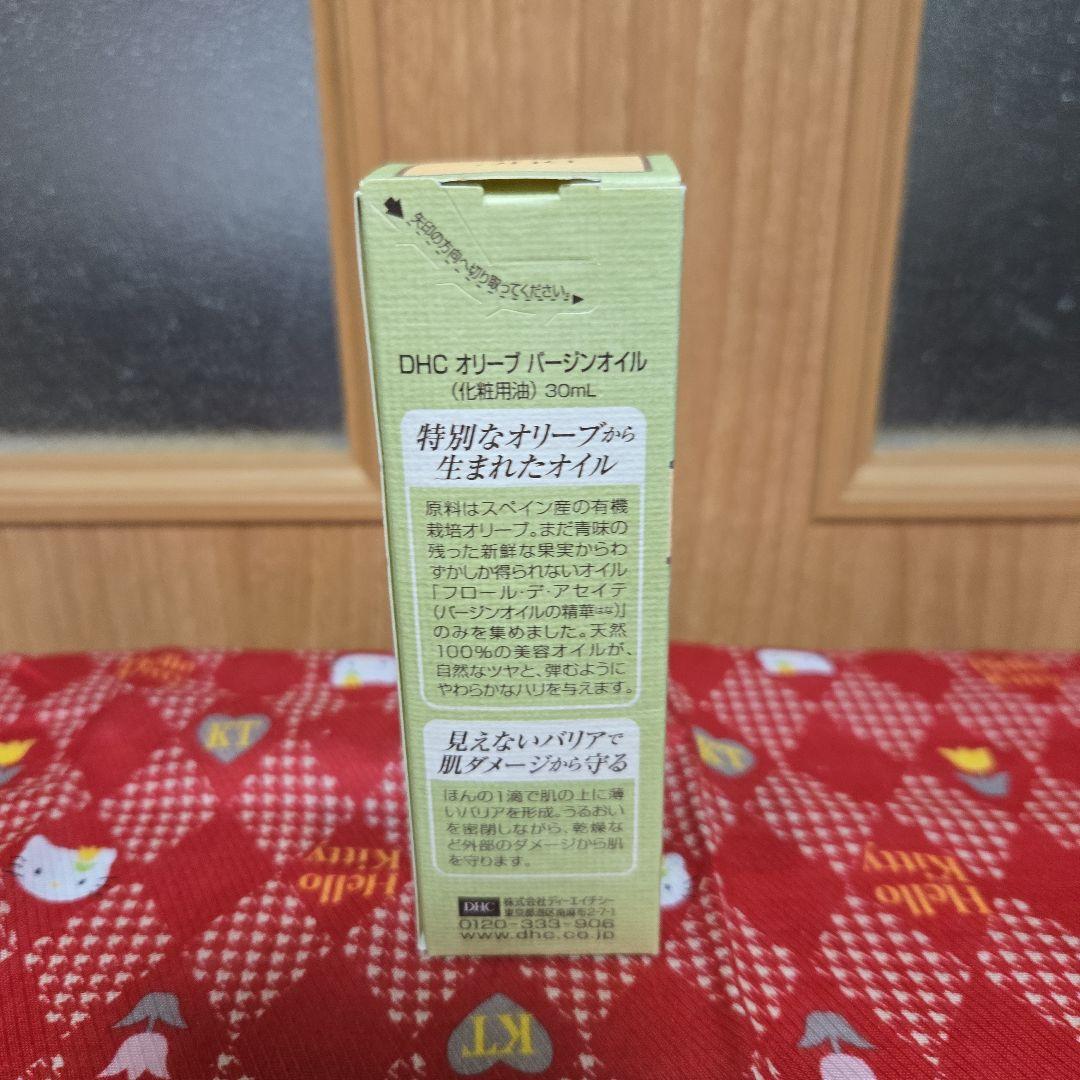 矢印の方向へ切り取ってください。
DHC オリーブ バージンオイル
(化粧用油) 30mL
特別なオリーブから
生まれたオイル
原料はスペイン産の有機
栽培オリーブ。まだ青味の
残った新鮮な果実からわ
ずかしか得られないオイル
「フロール・デ・アセイテ
(バージンオイルの精華はな)」
のみを集めました。天然
100%の美容オイルが、
自然なツヤと、弾むように
やわらかなハリを与えます。
見えないバリアで
肌ダメージから守る
ほんの1滴で肌の上に薄
いバリアを形成。うるおい
を密閉しながら、乾燥な
ど外部のダメージから肌
を守ります。
DHC 株式会社ディーエイチシー
東京都港区南麻布2-7-1
0120-333-906
www.dhc.co.jp
KT
KT
Hello
Kitty
Hello
Kitty
KT